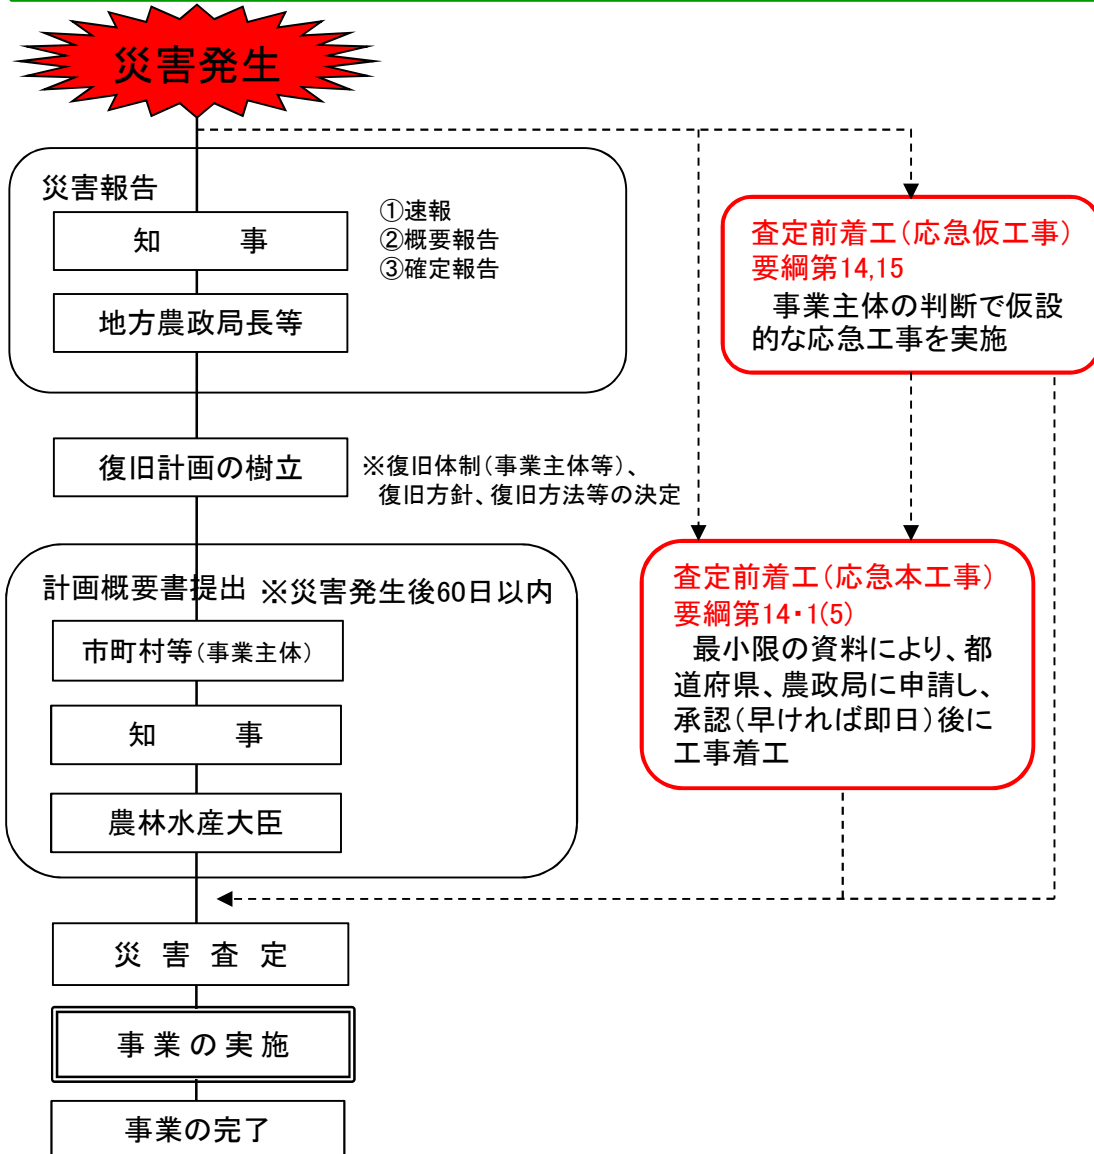 災害発生
災害報告
知　　事
①速報
②概要報告
③確定報告
地方農政局長等
復旧計画の樹立
※復旧体制(事業主体等)、
復旧方針、復旧方法等の決定
計画概要書提出 ※災害発生後60日以内
市町村等(事業主体)
知　　事
農林水産大臣
災 害 査 定
事業の実施
事業の完了
査定前着工(応急仮工事)
要綱第14,15
事業主体の判断で仮設
的な応急工事を実施
査定前着工(応急本工事)
要綱第14・1(5)
最小限の資料により、都
道府県、農政局に申請し、
承認(早ければ即日)後に
工事着工